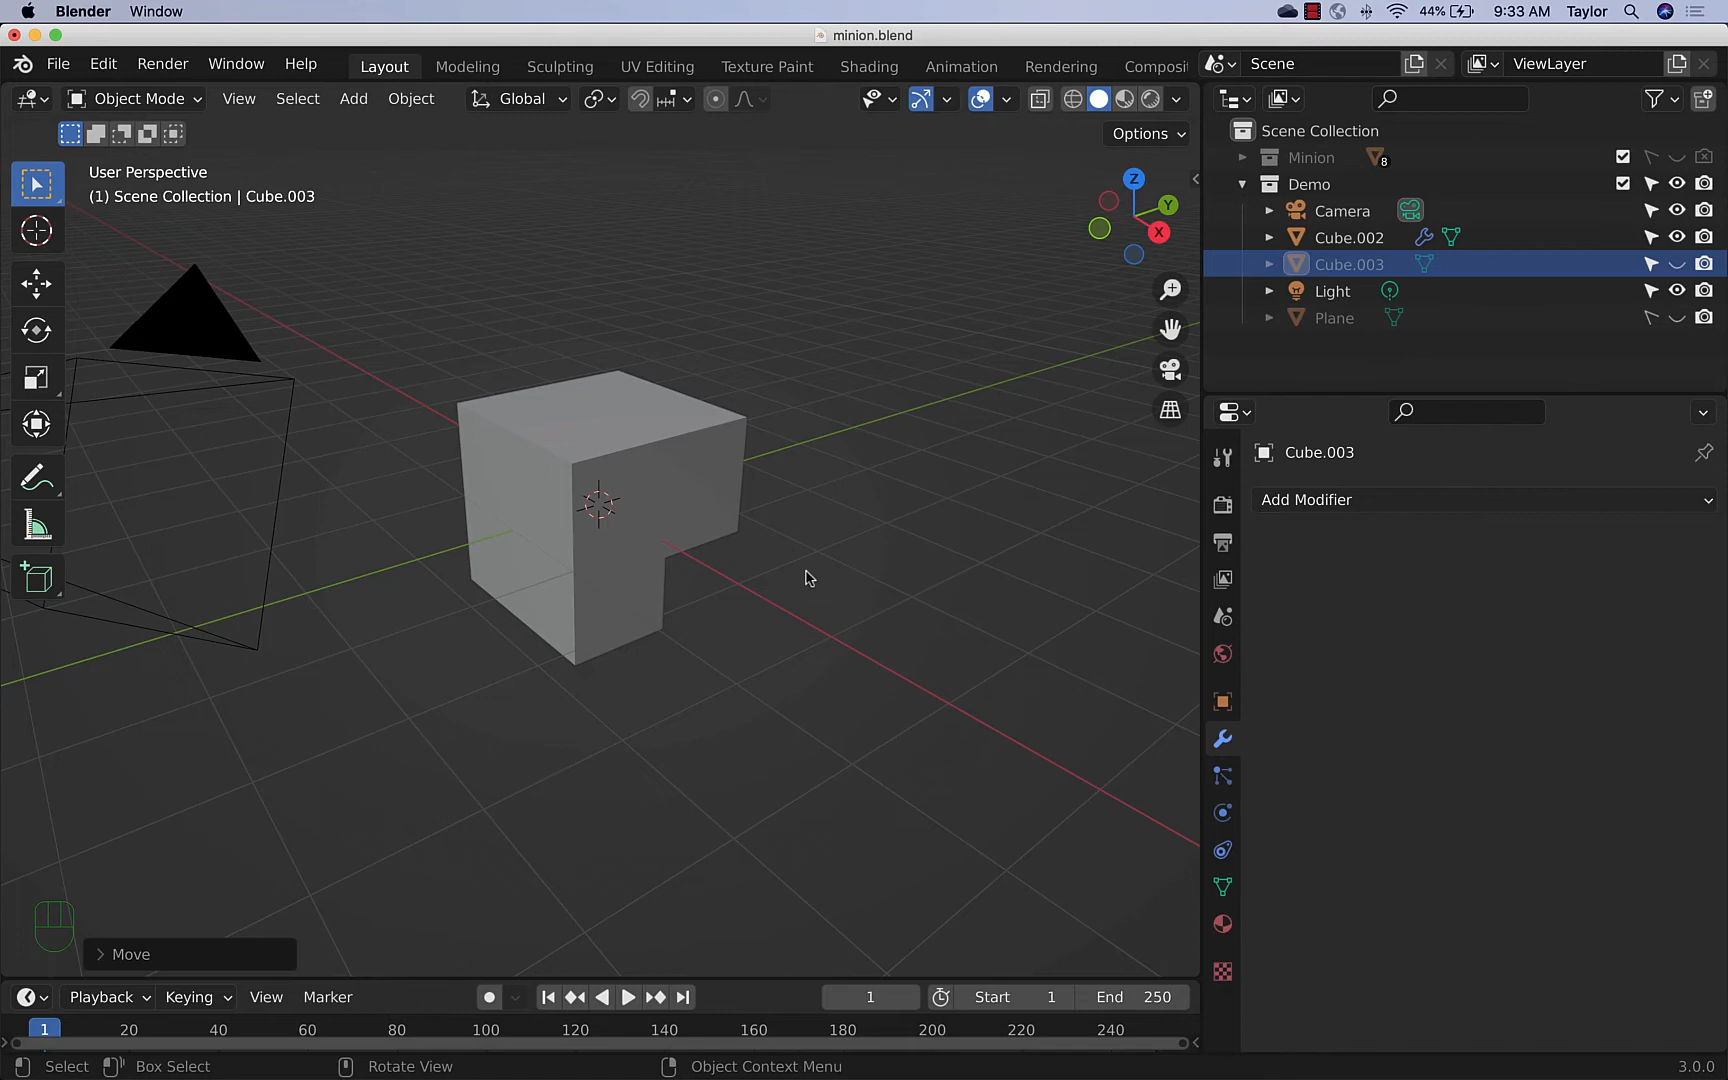 Blender Window 44% 9:33 AM Taylor
minion.blend
File Edit Render Window Help Layout Modeling Sculpting UV Editing Texture Paint Shading Animation Rendering Composit Scene ViewLayer
Object Mode View Select Add Object Global
Options
User Perspective
(1) Scene Collection | Cube.003
Z
Y
X
Scene Collection
Minion 8
Demo
Camera
Cube.002
Cube.003
Light
Plane
Cube.003
Add Modifier
Move
Playback Keying View Marker 1 Start 1 End 250
1 20 40 60 80 100 120 140 160 180 200 220 240
Select Box Select Rotate View Object Context Menu 3.0.0